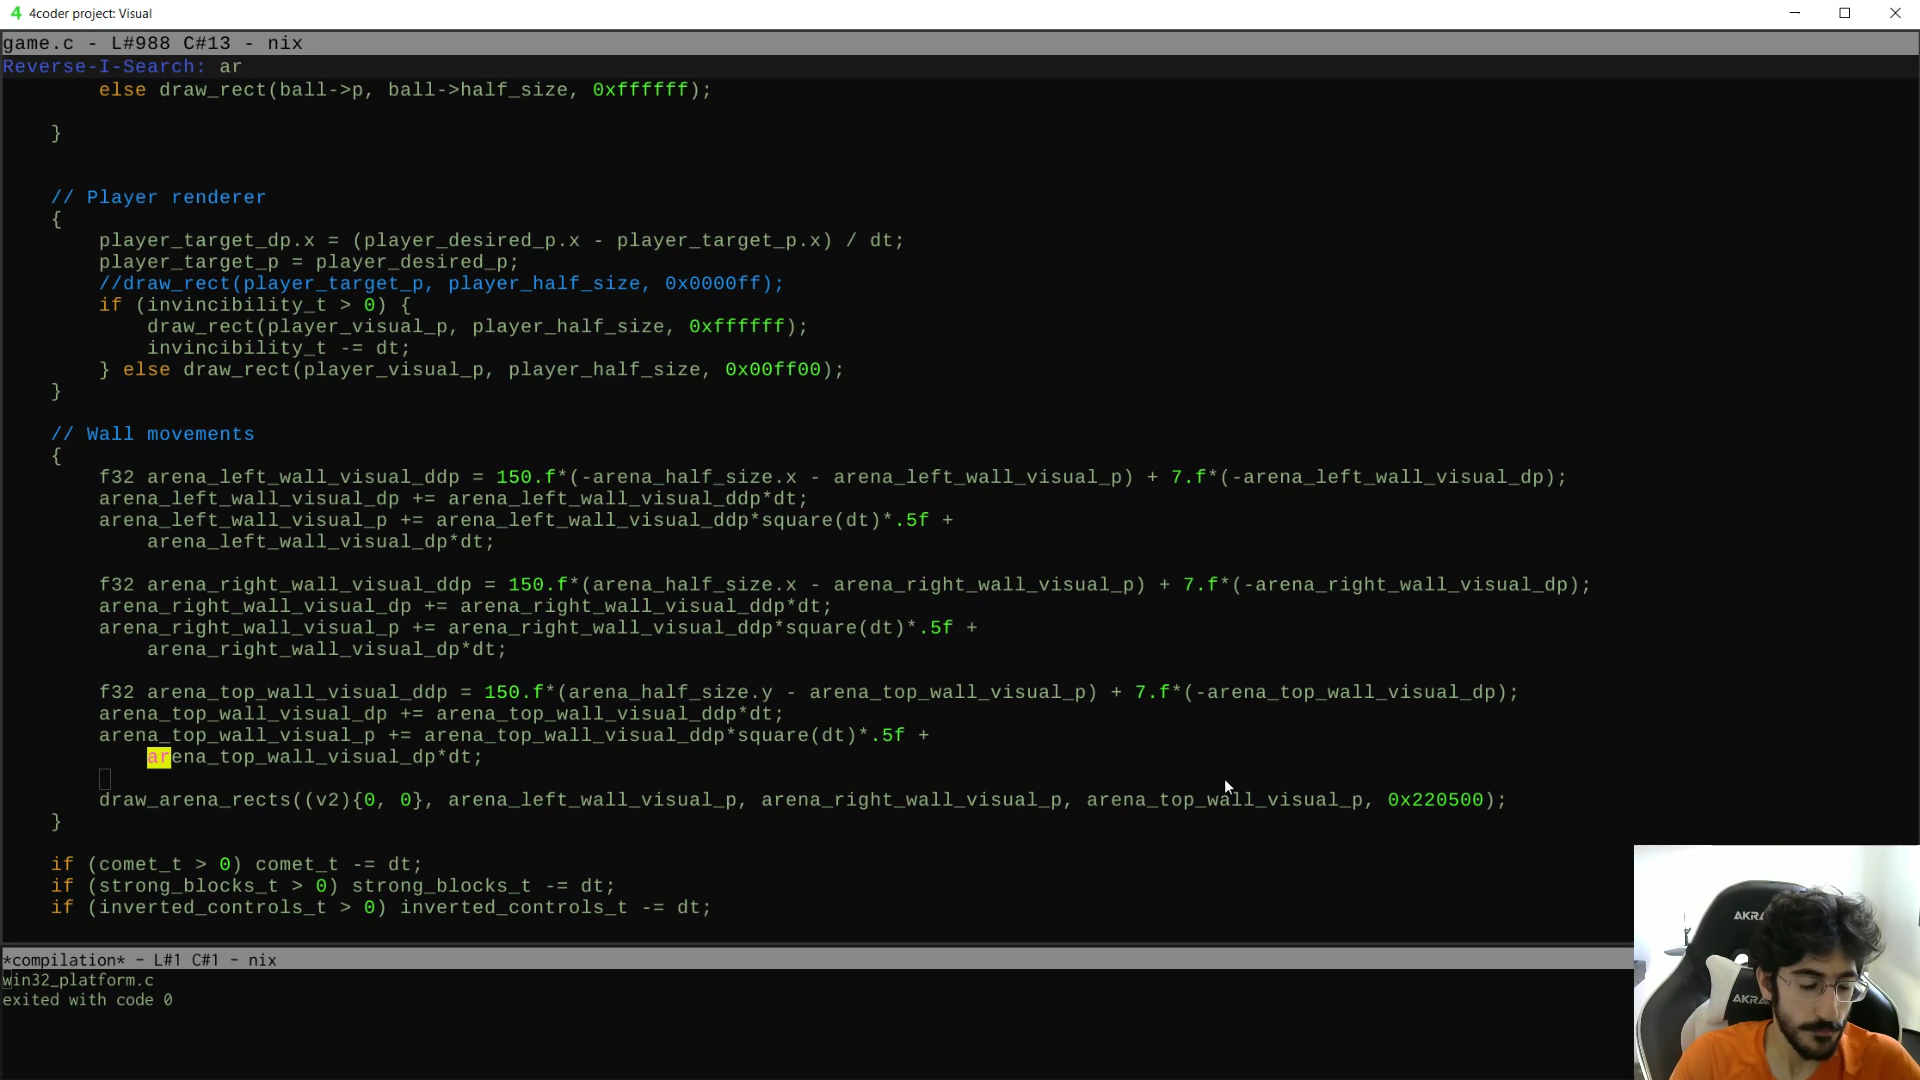 4 4coder project: Visual
game.c - L#988 C#13 - nix
Reverse-I-Search: ar
else draw_rect(ball->p, ball->half_size, 0xffffff);
}
// Player renderer
{
player_target_dp.x = (player_desired_p.x - player_target_p.x) / dt;
player_target_p = player_desired_p;
//draw_rect(player_target_p, player_half_size, 0x0000ff);
if (invincibility_t > 0) {
draw_rect(player_visual_p, player_half_size, 0xffffff);
invincibility_t -= dt;
} else draw_rect(player_visual_p, player_half_size, 0x00ff00);
}
// Wall movements
{
f32 arena_left_wall_visual_ddp = 150.f*(-arena_half_size.x - arena_left_wall_visual_p) + 7.f*(-arena_left_wall_visual_dp);
arena_left_wall_visual_dp += arena_left_wall_visual_ddp*dt;
arena_left_wall_visual_p += arena_left_wall_visual_ddp*square(dt)*.5f +
arena_left_wall_visual_dp*dt;
f32 arena_right_wall_visual_ddp = 150.f*(arena_half_size.x - arena_right_wall_visual_p) + 7.f*(-arena_right_wall_visual_dp);
arena_right_wall_visual_dp += arena_right_wall_visual_ddp*dt;
arena_right_wall_visual_p += arena_right_wall_visual_ddp*square(dt)*.5f +
arena_right_wall_visual_dp*dt;
f32 arena_top_wall_visual_ddp = 150.f*(arena_half_size.y - arena_top_wall_visual_p) + 7.f*(-arena_top_wall_visual_dp);
arena_top_wall_visual_dp += arena_top_wall_visual_ddp*dt;
arena_top_wall_visual_p += arena_top_wall_visual_ddp*square(dt)*.5f +
arena_top_wall_visual_dp*dt;
draw_arena_rects((v2){0, 0}, arena_left_wall_visual_p, arena_right_wall_visual_p, arena_top_wall_visual_p, 0x220500);
}
if (comet_t > 0) comet_t -= dt;
if (strong_blocks_t > 0) strong_blocks_t -= dt;
if (inverted_controls_t > 0) inverted_controls_t -= dt;
*compilation* - L#1 C#1 - nix
win32_platform.c
exited with code 0